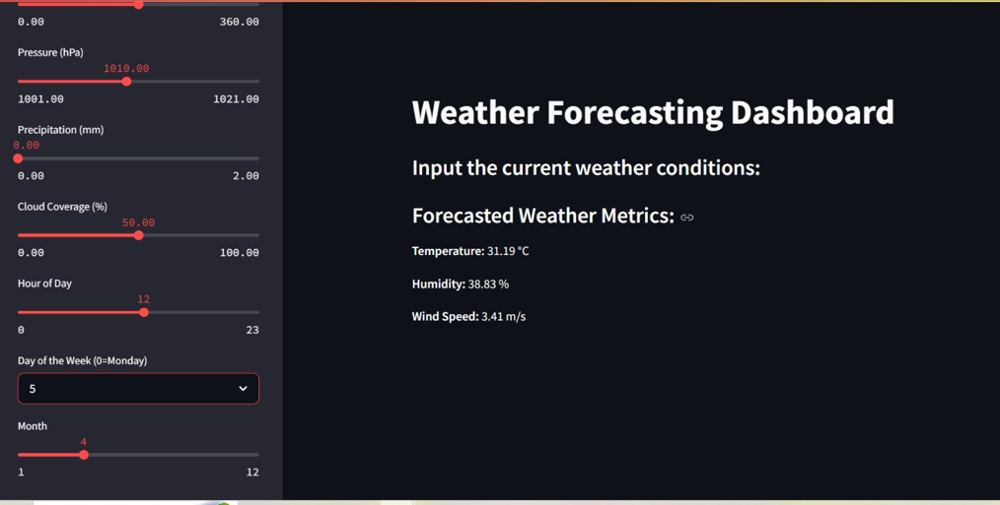 0.00 360.00
Pressure (hPa)
1010.00
1001.00 1021.00
Precipitation (mm)
0.00
0.00 2.00
Cloud Coverage (%)
50.00
0.00 100.00
Hour of Day
12
0 23
Day of the Week (0=Monday)
5
Month
4
1 12
Weather Forecasting Dashboard
Input the current weather conditions:
Forecasted Weather Metrics:
Temperature: 31.19 °C
Humidity: 38.83 %
Wind Speed: 3.41 m/s